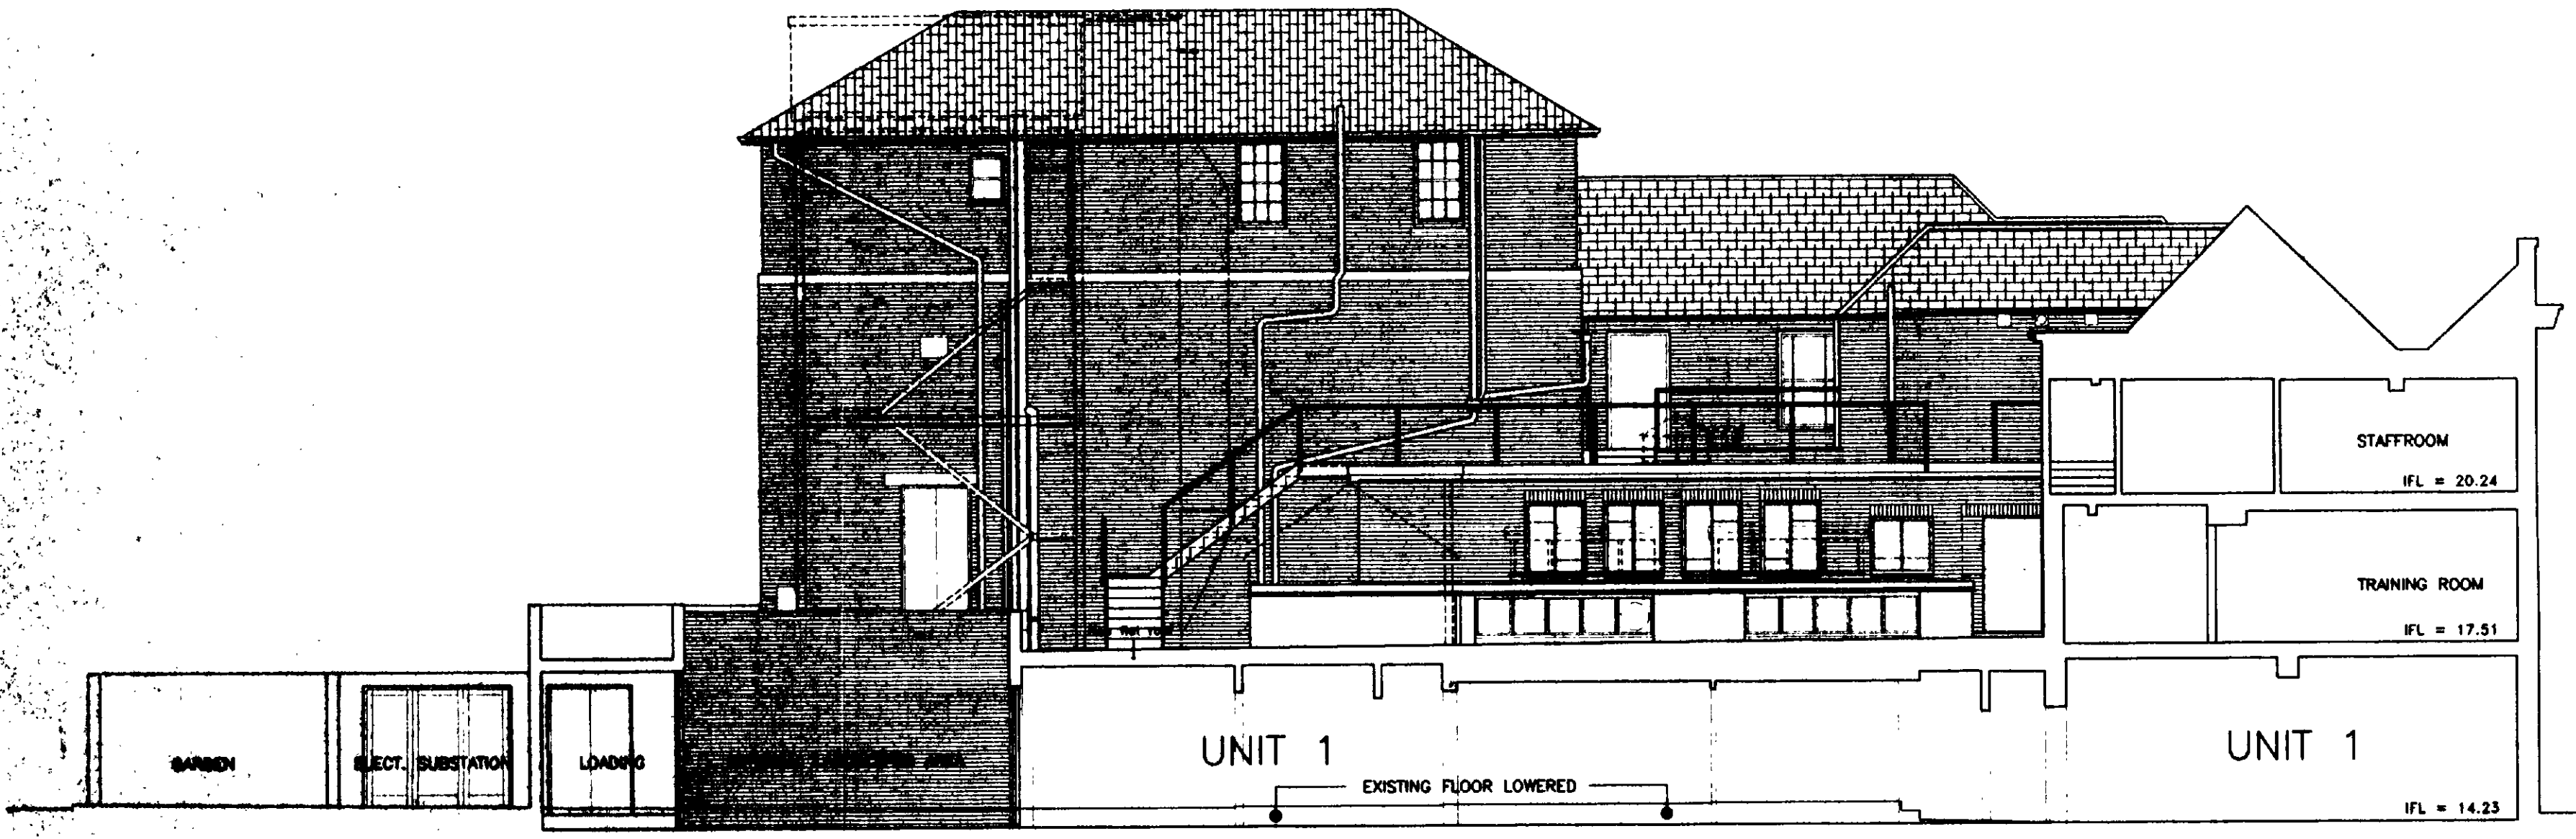 STAFFROOM
IFL = 20.24
TRAINING ROOM
IFL = 17.51
UNIT 1
UNIT 1
GARDEN
ELECT. SUBSTATION
LOADING
AREA
EXISTING FLOOR LOWERED
IFL = 14.23